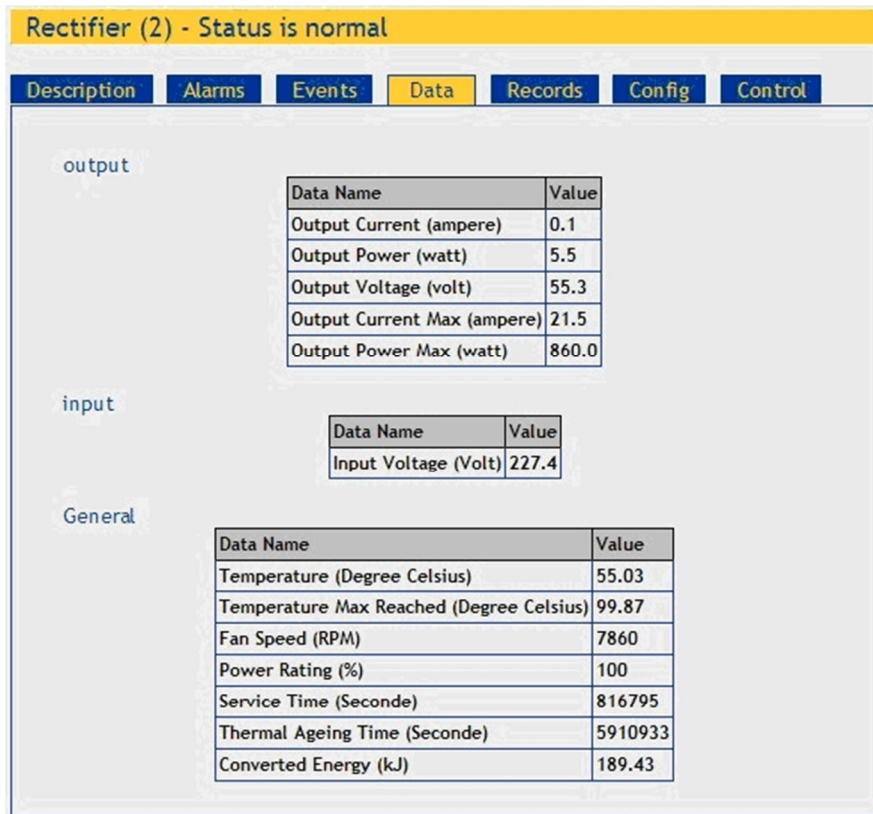 Rectifier (2) - Status is normal
Description Alarms Events Data Records Config Control
output
Data Name Value
Output Current (ampere) 0.1
Output Power (watt) 5.5
Output Voltage (volt) 55.3
Output Current Max (ampere) 21.5
Output Power Max (watt) 860.0
input
Data Name Value
Input Voltage (Volt) 227.4
General
Data Name Value
Temperature (Degree Celsius) 55.03
Temperature Max Reached (Degree Celsius) 99.87
Fan Speed (RPM) 7860
Power Rating (%) 100
Service Time (Seconde) 816795
Thermal Ageing Time (Seconde) 5910933
Converted Energy (kJ) 189.43